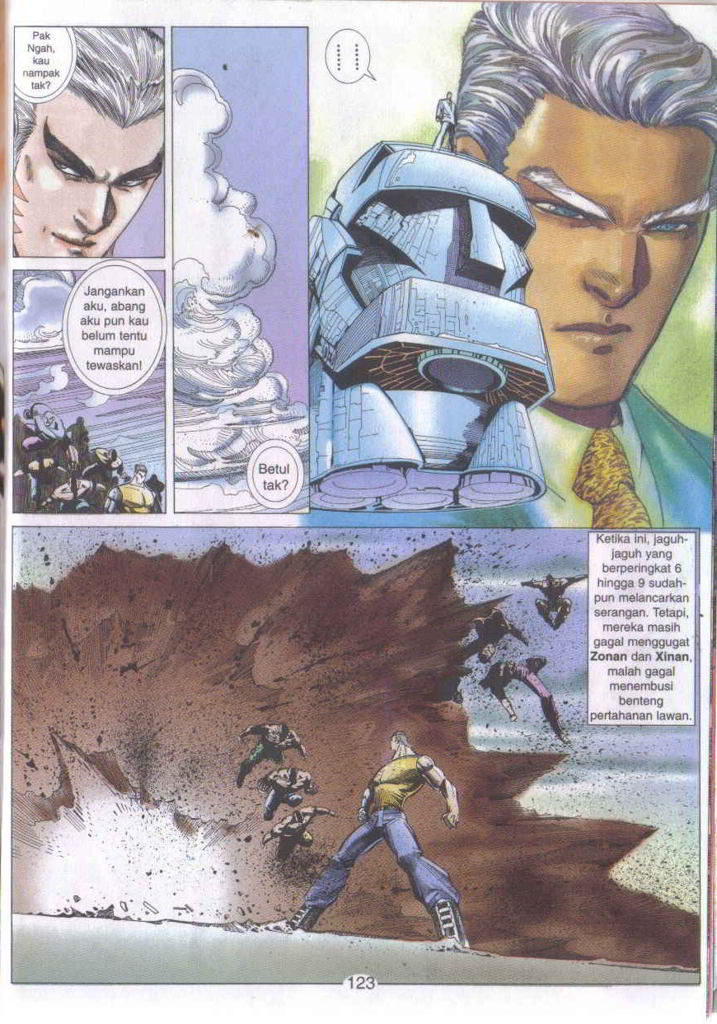 Pak
Ngah,
kau
nampak
tak?
Jangankan
aku, abang
aku pun kau
belum tentu
mampu
tewaskan!
Betul
tak?
Ketika ini, jaguh-
jaguh yang
berperingkat 6
hingga 9 sudah-
pun melancarkan
serangan. Tetapi,
mereka masih
gagal menggugat
Zonan dan Xinan,
malah gagal
menembusi
benteng
pertahanan lawan.
123